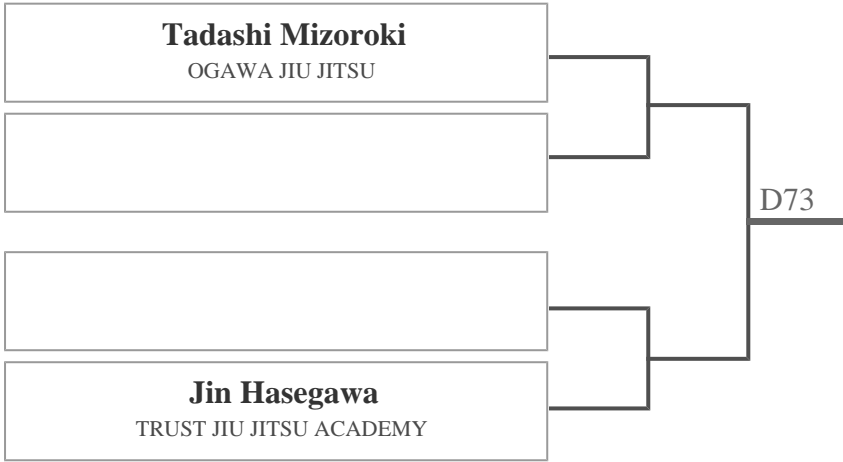 Tadashi Mizoroki
OGAWA JIU JITSU
D73
Jin Hasegawa
TRUST JIU JITSU ACADEMY